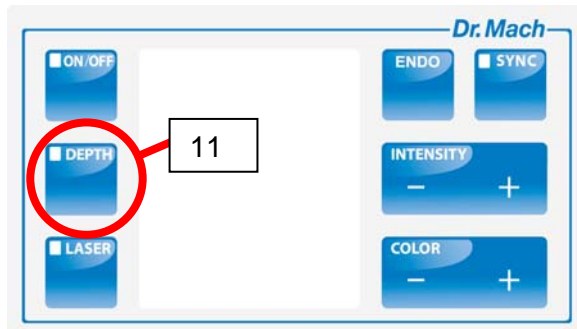 Dr. Mach
ON/OFF
ENDO
SYNC
DEPTH
11
INTENSITY
- +
LASER
COLOR
- +